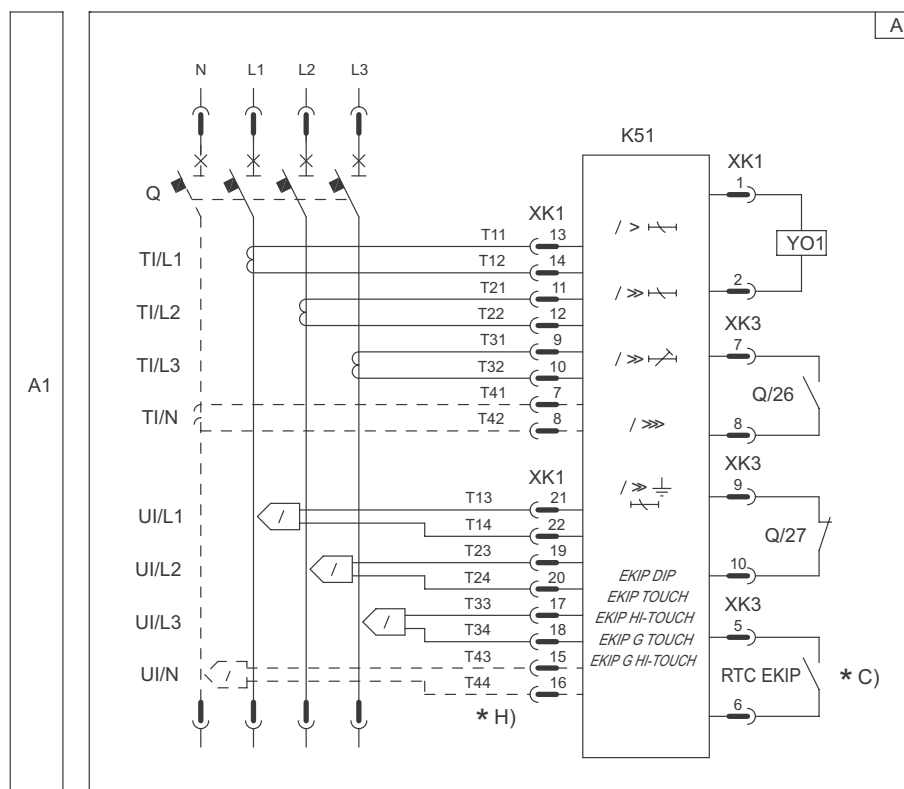 A
N L1 L2 L3
K51
XK1
1
Q
XK1
YO1
T11 13
TI/L1
T12 14
2
T21 11
TI/L2
T22 12
XK3
T31 9
7
TI/L3
T32 10
A1
Q/26
T41 7
TI/N
T42 8
8
XK3
XK1
9
T13 21
UI/L1
T14 22
Q/27
T23 19
UI/L2
T24 20
10
EKIP DIP
EKIP TOUCH
XK3
T33 17
EKIP HI-TOUCH
5
UI/L3
T34 18
EKIP G TOUCH
T43 15
EKIP G HI-TOUCH
UI/N
RTC EKIP * C)
T44 16
6
* H)